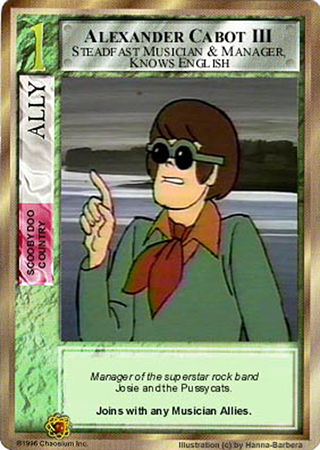 1
ALEXANDER CABOT III
STEADFAST MUSICIAN & MANAGER,
KNOWS ENGLISH
ALLY
SCOOBYDOO
COUNTRY
Manager of the superstar rock band
Josie and the Pussycats.
Joins with any Musician Allies.
©1996 Chaosium Inc.
Illustration (c) by Hanna-Barbera